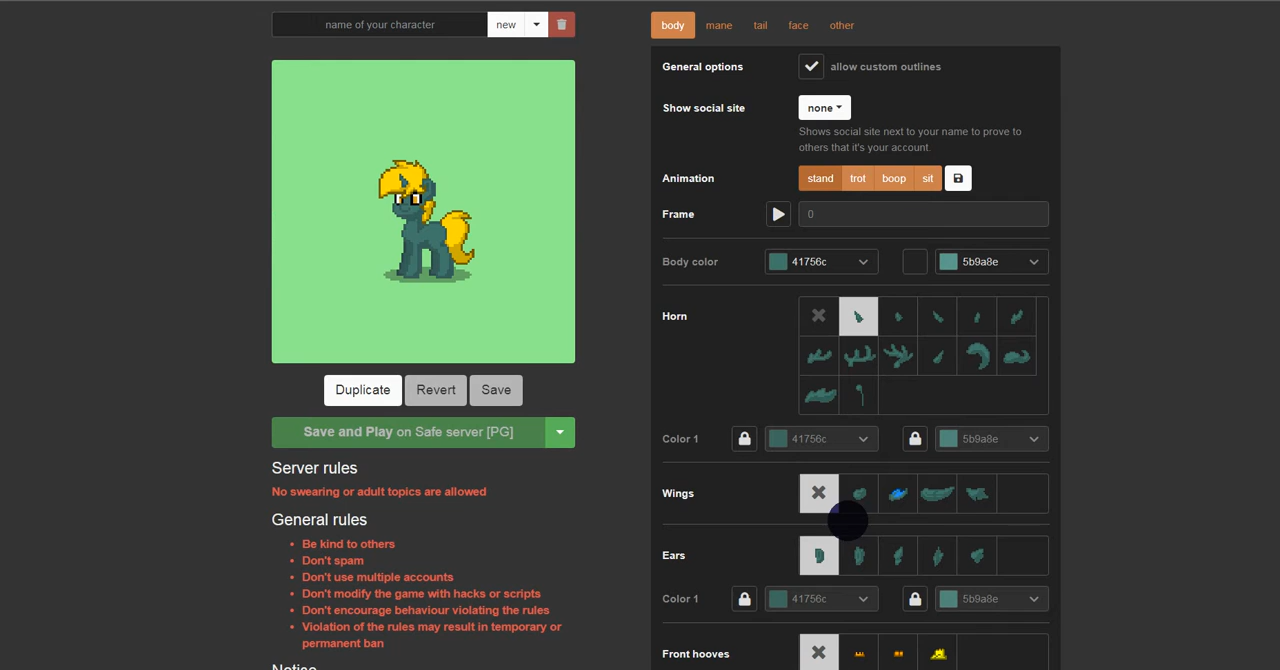 name of your character
new
body
mane
tail
face
other
General options
allow custom outlines
Show social site
none
Shows social site next to your name to prove to
others that it's your account.
Animation
stand
trot
boop
sit
Frame
0
Body color
41756c
5b9a8e
Horn
Color 1
41756c
5b9a8e
Wings
Ears
Color 1
41756c
5b9a8e
Front hooves
Duplicate
Revert
Save
Save and Play on Safe server [PG]
Server rules
No swearing or adult topics are allowed
General rules
Be kind to others
Don't spam
Don't use multiple accounts
Don't modify the game with hacks or scripts
Don't encourage behaviour violating the rules
Violation of the rules may result in temporary or
permanent ban
Notice